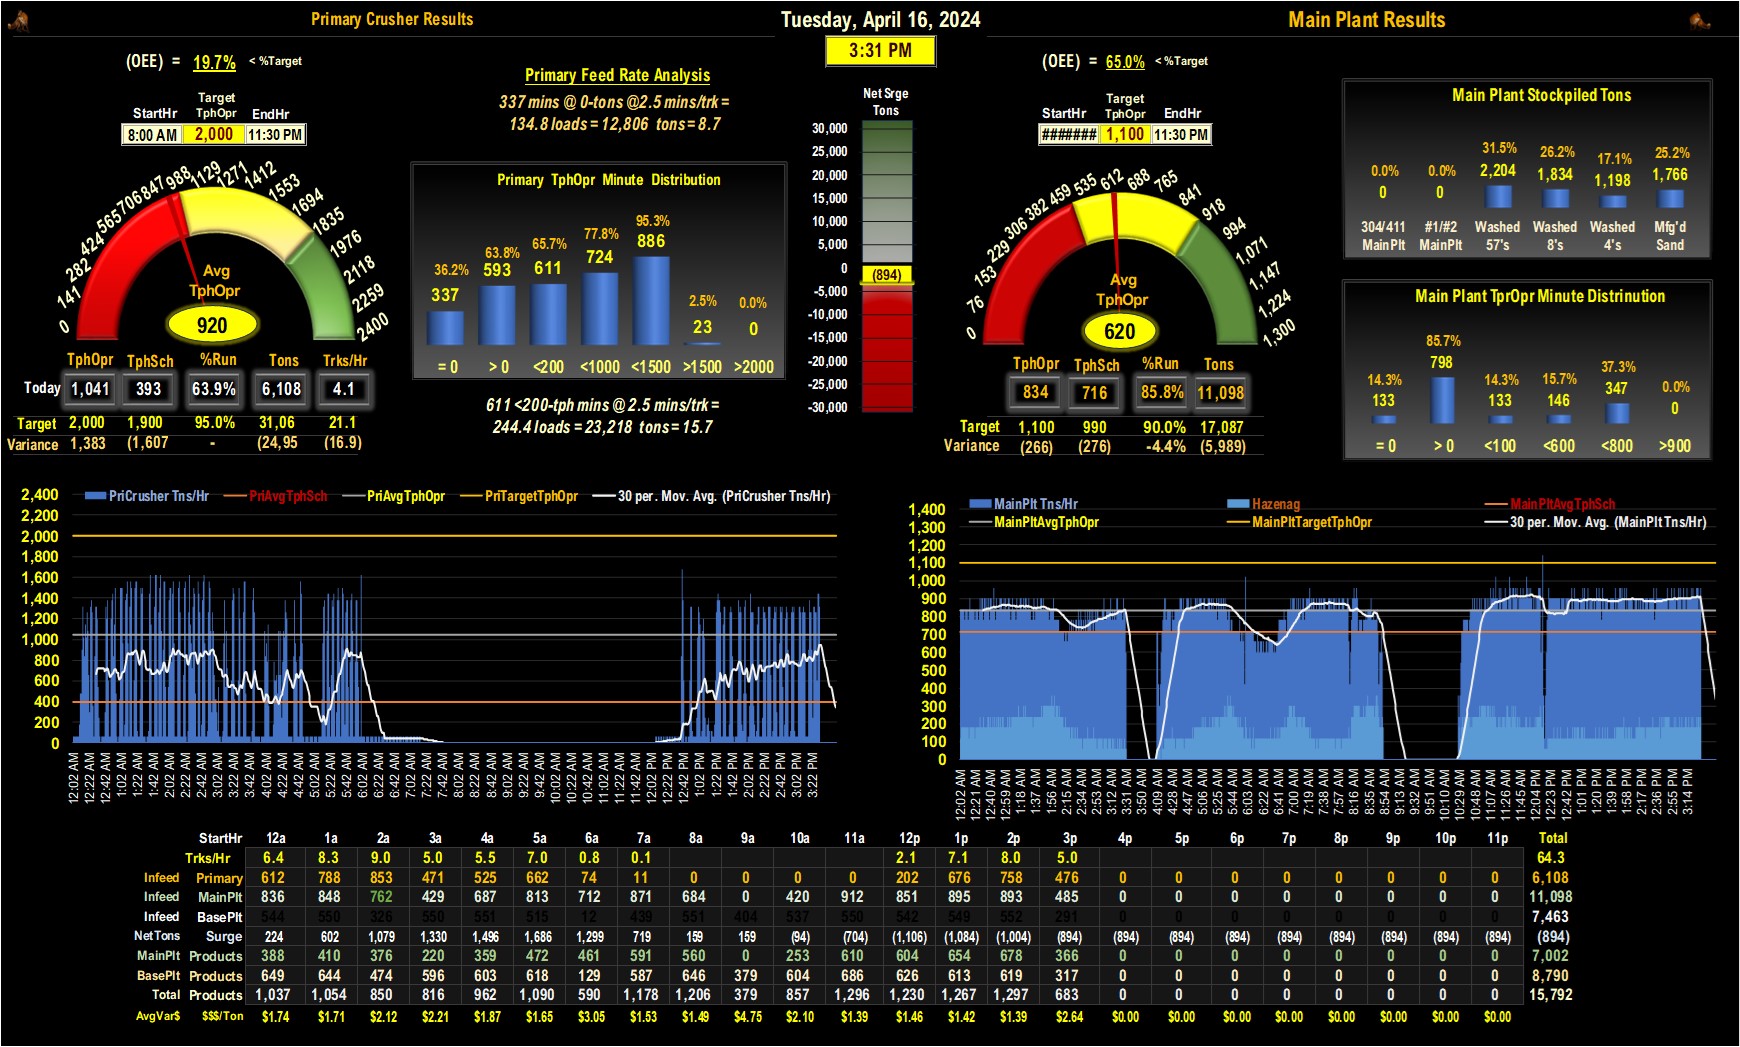 Primary Crusher Results
Tuesday, April 16, 2024
Main Plant Results
3:31 PM
(OEE) = 19.7% < %Target
Target
StartHr TphOpr EndHr
8:00 AM 2,000 11:30 PM
0 141 282 424 565 706 847 988 1129 1271 1412 1553 1694 1835 1976 2118 2259 2400
Avg
TphOpr
920
TphOpr TphSch %Run Tons Trks/Hr
Today 1,041 393 63.9% 6,108 4.1
Target 2,000 1,900 95.0% 31,06 21.1
Variance 1,383 (1,607 - (24,95 (16.9)
Primary Feed Rate Analysis
337 mins @ 0-tons @2.5 mins/trk =
134.8 loads = 12,806 tons = 8.7
Primary TphOpr Minute Distribution
36.2% 63.8% 65.7% 77.8% 95.3% 2.5% 0.0%
337 593 611 724 886 23 0
= 0 > 0 <200 <1000 <1500 >1500 >2000
611 <200-tph mins @ 2.5 mins/trk =
244.4 loads = 23,218 tons = 15.7
Net Srge
Tons
30,000
25,000
20,000
15,000
10,000
5,000
0
(894)
-5,000
-10,000
-15,000
-20,000
-25,000
-30,000
(OEE) = 65.0% < %Target
Target
StartHr TphOpr EndHr
####### 1,100 11:30 PM
0 76 153 229 306 382 459 535 612 688 765 841 918 994 1,071 1,147 1,224 1,300
Avg
TphOpr
620
TphOpr TphSch %Run Tons
834 716 85.8% 11,098
Target 1,100 990 90.0% 17,087
Variance (266) (276) -4.4% (5,989)
Main Plant Stockpiled Tons
0.0% 0.0% 31.5% 26.2% 17.1% 25.2%
0 0 2,204 1,834 1,198 1,766
304/411 #1/#2 Washed Washed Washed Mfg'd
MainPlt MainPlt 57's 8's 4's Sand
Main Plant TprOpr Minute Distrinution
14.3% 85.7% 14.3% 15.7% 37.3% 0.0%
133 798 133 146 347 0
= 0 > 0 <100 <600 <800 >900
PriCrusher Tns/Hr PriAvgTphSch PriAvgTphOpr PriTargetTphOpr 30 per. Mov. Avg. (PriCrusher Tns/Hr)
2,400
2,200
2,000
1,800
1,600
1,400
1,200
1,000
800
600
400
200
0
12:02 AM 12:22 AM 12:42 AM 1:02 AM 1:22 AM 1:42 AM 2:02 AM 2:22 AM 2:42 AM 3:02 AM 3:22 AM 3:42 AM 4:02 AM 4:22 AM 4:42 AM 5:02 AM 5:22 AM 5:42 AM 6:02 AM 6:22 AM 6:42 AM 7:00 AM 7:20 AM 7:42 AM 8:02 AM 8:22 AM 8:42 AM 9:02 AM 9:22 AM 9:42 AM 10:02 AM 10:22 AM 10:42 AM 11:02 AM 11:22 AM 11:42 AM 12:02 PM 12:22 PM 12:42 PM 1:02 PM 1:22 PM 1:42 PM 2:02 PM 2:22 PM 2:42 PM 3:02 PM 3:22 PM
MainPlt Tns/Hr Hazenag MainPltAvgTphSch
MainPltAvgTphOpr MainPltTargetTphOpr 30 per. Mov. Avg. (MainPlt Tns/Hr)
1,400
1,300
1,200
1,100
1,000
900
800
700
600
500
400
300
200
100
0
12:02 AM 12:21 AM 12:40 AM 12:59 AM 1:18 AM 1:37 AM 1:56 AM 2:15 AM 2:34 AM 2:53 AM 3:12 AM 3:31 AM 3:50 AM 4:09 AM 4:28 AM 4:47 AM 5:06 AM 5:25 AM 5:44 AM 6:03 AM 6:22 AM 6:41 AM 7:00 AM 7:19 AM 7:38 AM 7:57 AM 8:16 AM 8:35 AM 8:54 AM 9:13 AM 9:32 AM 9:51 AM 10:10 AM 10:29 AM 10:48 AM 11:07 AM 11:26 AM 11:45 AM 12:04 PM 12:23 PM 12:42 PM 1:01 PM 1:20 PM 1:39 PM 1:58 PM 2:17 PM 2:36 PM 2:55 PM 3:14 PM
StartHr 12a 1a 2a 3a 4a 5a 6a 7a 8a 9a 10a 11a 12p 1p 2p 3p 4p 5p 6p 7p 8p 9p 10p 11p Total
Trks/Hr 6.4 8.3 9.0 5.0 5.5 7.0 0.8 0.1 2.1 7.1 8.0 5.0 64.3
Infeed Primary 612 788 853 471 525 662 74 11 0 0 0 0 202 676 758 476 0 0 0 0 0 0 0 0 6,108
Infeed MainPlt 836 848 762 429 687 813 712 871 684 0 420 912 851 895 893 485 0 0 0 0 0 0 0 0 11,098
Infeed BasePlt 544 550 326 550 551 515 12 439 551 404 537 550 542 549 552 291 0 0 0 0 0 0 0 0 7,463
NetTons Surge 224 602 1,079 1,330 1,496 1,686 1,299 719 159 159 (94) (704) (1,106) (1,084) (1,004) (894) (894) (894) (894) (894) (894) (894) (894) (894) (894)
MainPlt Products 388 410 376 220 359 472 461 591 560 0 253 610 604 654 678 366 0 0 0 0 0 0 0 0 7,002
BasePlt Products 649 644 474 596 603 618 129 587 646 379 604 686 626 613 619 317 0 0 0 0 0 0 0 0 8,790
Total Products 1,037 1,054 850 816 962 1,090 590 1,178 1,206 379 857 1,296 1,230 1,267 1,297 683 0 0 0 0 0 0 0 0 15,792
AvgVar$ $$$/Ton $1.74 $1.71 $2.12 $2.21 $1.87 $1.65 $3.05 $1.53 $1.49 $4.75 $2.10 $1.39 $1.46 $1.42 $1.39 $2.64 $0.00 $0.00 $0.00 $0.00 $0.00 $0.00 $0.00 $0.00